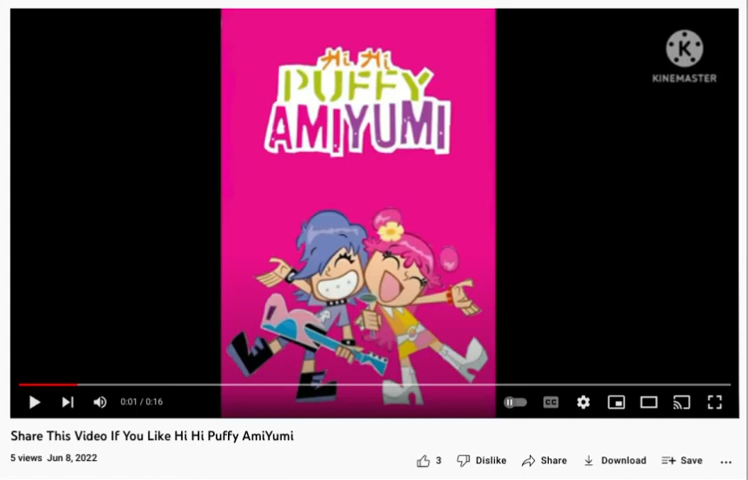 Hi Hi
PUFFY
AMIYUMI
K
KINEMASTER
0:01 / 0:16
CC
Share This Video If You Like Hi Hi Puffy AmiYumi
5 views Jun 8, 2022
3 Dislike Share Download Save